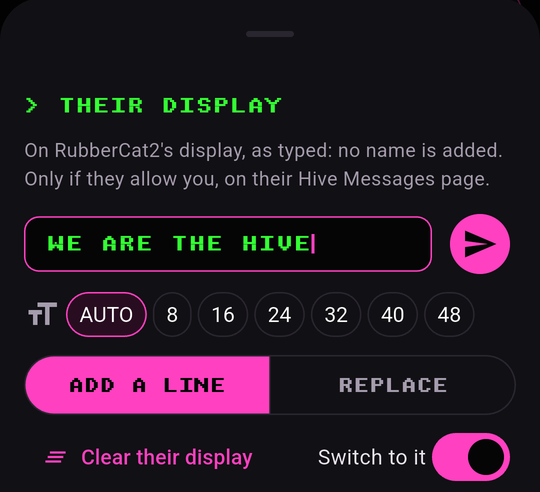 > THEIR DISPLAY
On RubberCat2's display, as typed: no name is added.
Only if they allow you, on their Hive Messages page.
WE ARE THE HIVE
AUTO 8 16 24 32 40 48
ADD A LINE REPLACE
Clear their display Switch to it